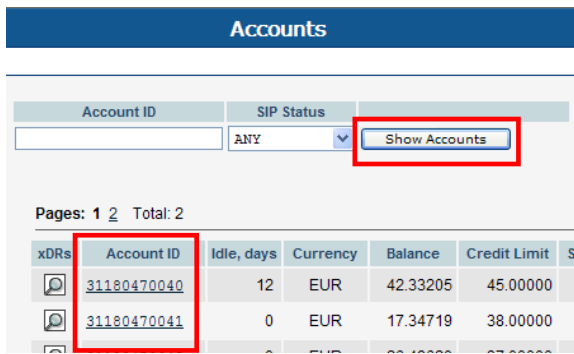 Accounts
Account ID SIP Status
ANY Show Accounts
Pages: 1 2 Total: 2
xDRs Account ID Idle, days Currency Balance Credit Limit S
31180470040 12 EUR 42.33205 45.00000
31180470041 0 EUR 17.34719 38.00000